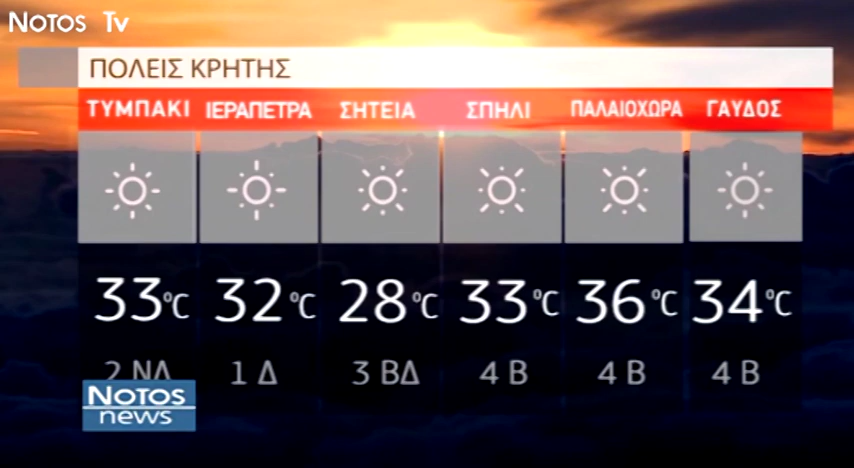 NOTOS TV
ΠΟΛΕΙΣ ΚΡΗΤΗΣ
ΤΥΜΠΑΚΙ ΙΕΡΑΠΕΤΡΑ ΣΗΤΕΙΑ ΣΠΗΛΙ ΠΑΛΑΙΟΧΩΡΑ ΓΑΥΔΟΣ
33°C 32°C 28°C 33°C 36°C 34°C
2 ΝΔ 1 Δ 3 ΒΔ 4 Β 4 Β 4 Β
NOTOS
news